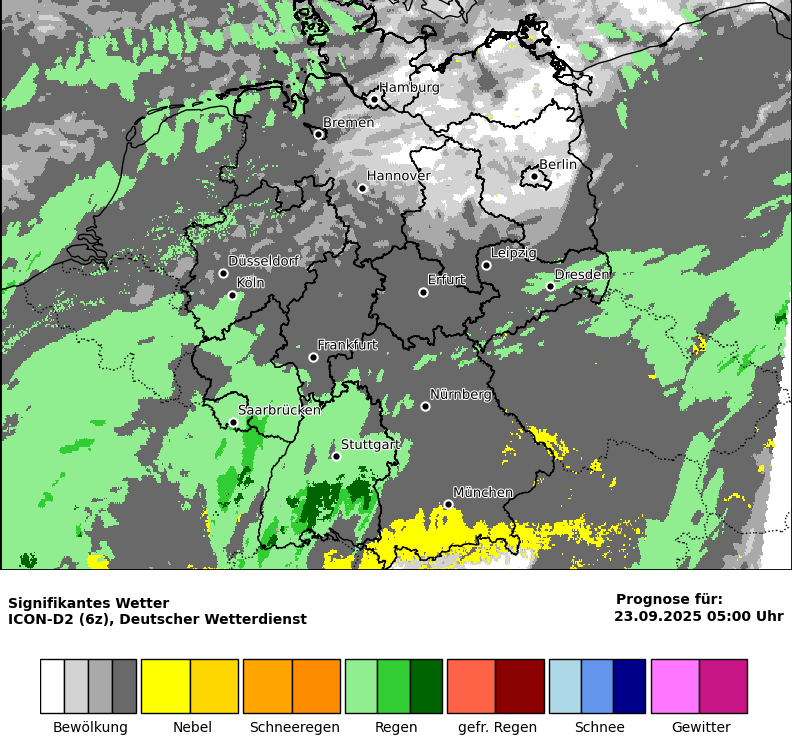 Hamburg
Bremen
Berlin
Hannover
Leipzig
Düsseldorf
Dresden
Erfurt
Köln
Frankfurt
Nürnberg
Saarbrücken
Stuttgart
München
Signifikantes Wetter
ICON-D2 (6z), Deutscher Wetterdienst
Prognose für:
23.09.2025 05:00 Uhr
Bewölkung Nebel Schneeregen Regen gefr. Regen Schnee Gewitter